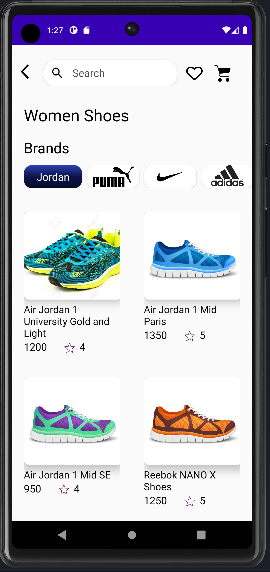 1:27
Search
Women Shoes
Brands
Jordan
PUMA
adidas
Air Jordan 1
University Gold and
Light
1200 4
Air Jordan 1 Mid
Paris
1350 5
Air Jordan 1 Mid SE
950 4
Reebok NANO X
Shoes
1250 5